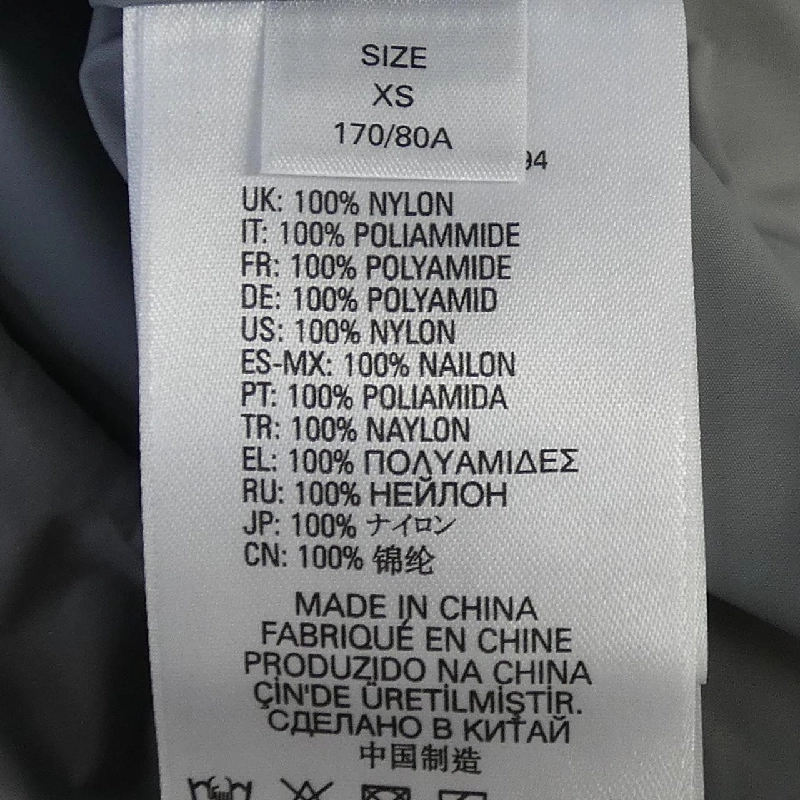 SIZE
XS
170/80A
94
UK: 100% NYLON
IT: 100% POLIAMMIDE
FR: 100% POLYAMIDE
DE: 100% POLYAMID
US: 100% NYLON
ES-MX: 100% NAILON
PT: 100% POLIAMIDA
TR: 100% NAYLON
EL: 100% ΠΟΛΥΑΜΙΔΕΣ
RU: 100% НЕЙЛОН
JP: 100% ナイロン
CN: 100% 锦纶
MADE IN CHINA
FABRIQUÉ EN CHINE
PRODUZIDO NA CHINA
ÇİN'DE ÜRETİLMİŞTİR.
СДЕЛАНО В КИТАЙ
中国制造